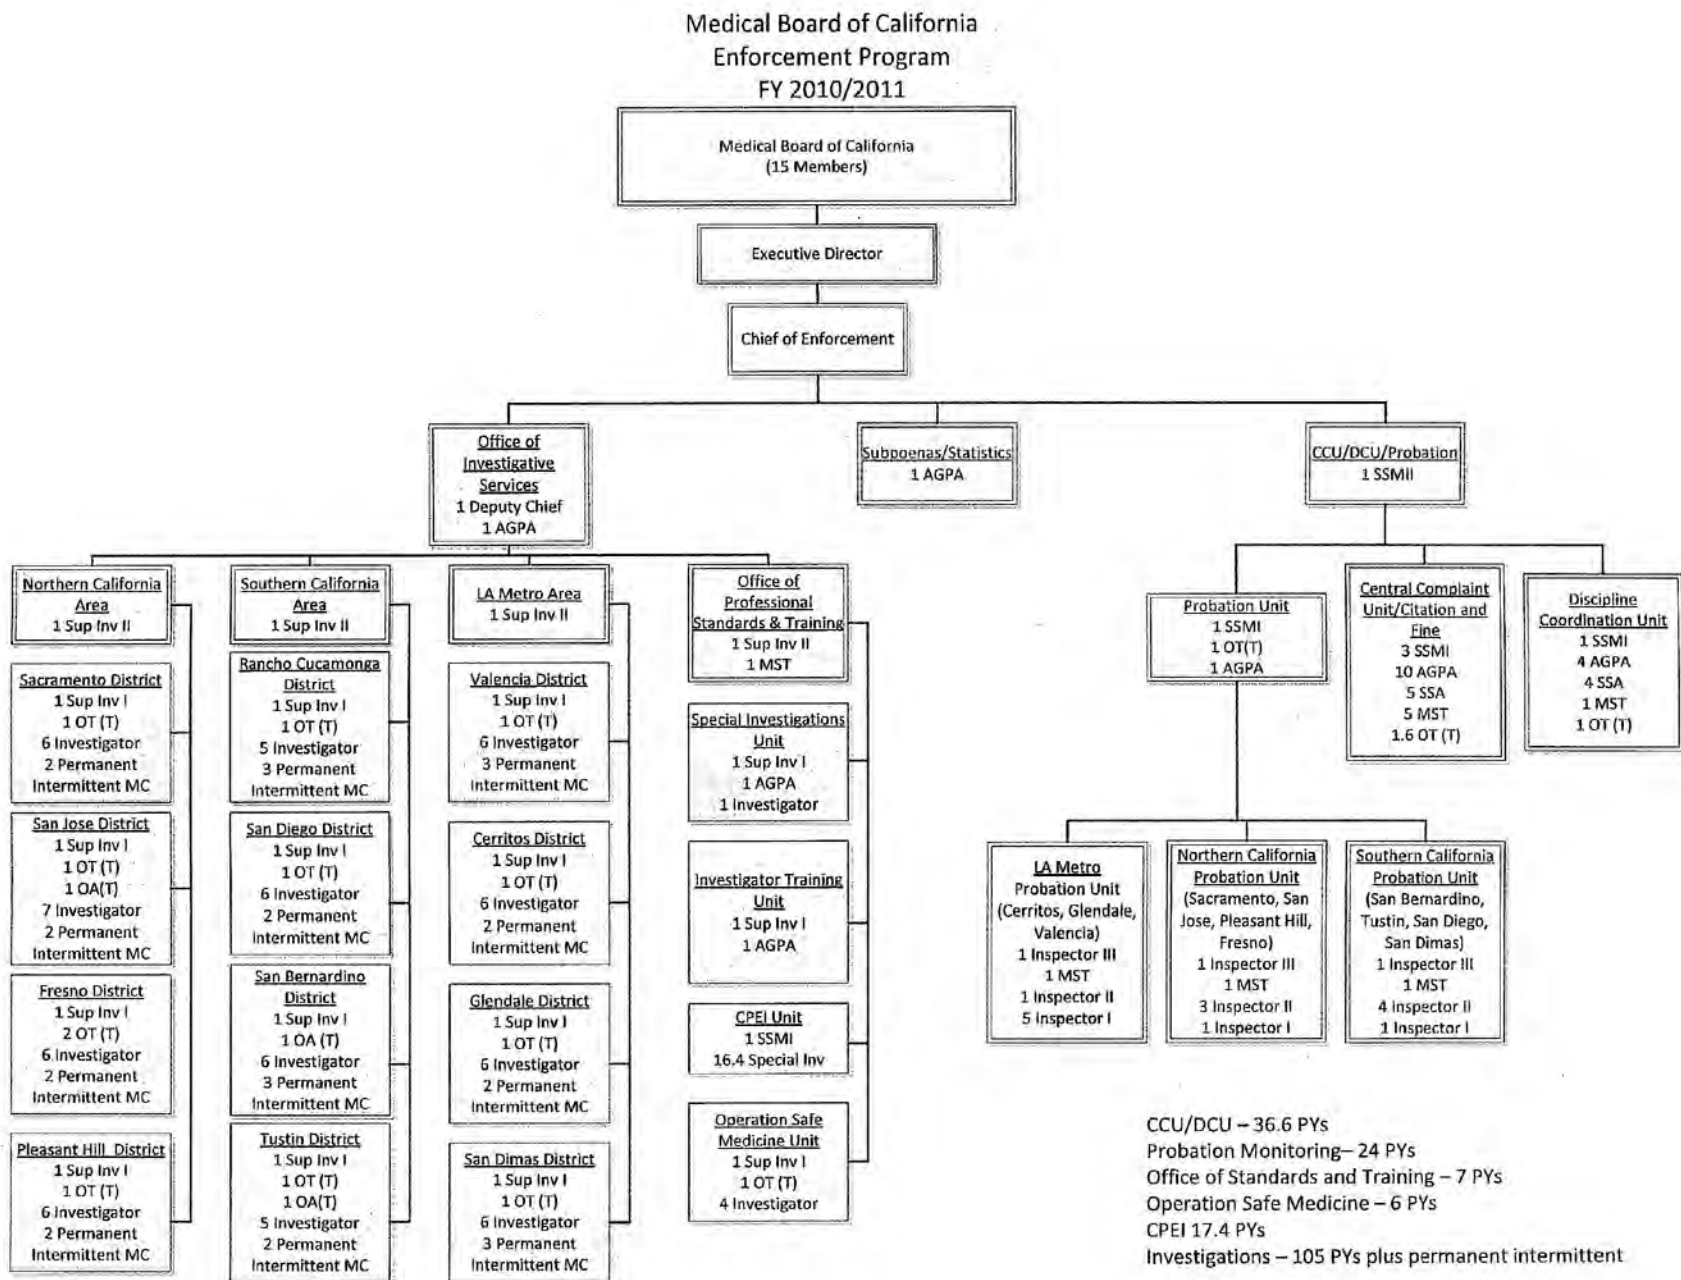 Medical Board of California
Enforcement Program
FY 2010/2011
Medical Board of California
(15 Members)
Executive Director
Chief of Enforcement
Office of
Investigative
Services
1 Deputy Chief
1 AGPA
Subpoenas/Statistics
1 AGPA
CCU/DCU/Probation
1 SSMII
Northern California
Area
1 Sup Inv II
Sacramento District
1 Sup Inv I
1 OT (T)
6 Investigator
2 Permanent
Intermittent MC
San Jose District
1 Sup Inv I
1 OT (T)
1 OA(T)
7 Investigator
2 Permanent
Intermittent MC
Fresno District
1 Sup Inv I
2 OT (T)
6 Investigator
2 Permanent
Intermittent MC
Pleasant Hill District
1 Sup Inv I
1 OT (T)
6 Investigator
2 Permanent
Intermittent MC
Southern California
Area
1 Sup Inv II
Rancho Cucamonga
District
1 Sup Inv I
1 OT (T)
5 Investigator
3 Permanent
Intermittent MC
San Diego District
1 Sup Inv I
1 OT (T)
6 Investigator
2 Permanent
Intermittent MC
San Bernardino
District
1 Sup Inv I
1 OA (T)
6 Investigator
3 Permanent
Intermittent MC
Tustin District
1 Sup Inv I
1 OT (T)
1 OA(T)
5 Investigator
2 Permanent
Intermittent MC
LA Metro Area
1 Sup Inv II
Valencia District
1 Sup Inv I
1 OT (T)
6 Investigator
3 Permanent
Intermittent MC
Cerritos District
1 Sup Inv I
1 OT (T)
6 Investigator
2 Permanent
Intermittent MC
Glendale District
1 Sup Inv I
1 OT (T)
6 Investigator
2 Permanent
Intermittent MC
San Dimas District
1 Sup Inv I
1 OT (T)
6 Investigator
3 Permanent
Intermittent MC
Office of
Professional
Standards & Training
1 Sup Inv II
1 MST
Special Investigations
Unit
1 Sup Inv I
1 AGPA
1 Investigator
Investigator Training
Unit
1 Sup Inv I
1 AGPA
CPEI Unit
1 SSMI
16.4 Special Inv
Operation Safe
Medicine Unit
1 Sup Inv I
1 OT (T)
4 Investigator
Probation Unit
1 SSMI
1 OT(T)
1 AGPA
Central Complaint
Unit/Citation and
Fine
3 SSMI
10 AGPA
5 SSA
5 MST
1.6 OT (T)
Discipline
Coordination Unit
1 SSMI
4 AGPA
4 SSA
1 MST
1 OT (T)
LA Metro
Probation Unit
(Cerritos, Glendale,
Valencia)
1 Inspector III
1 MST
1 Inspector II
5 Inspector I
Northern California
Probation Unit
(Sacramento, San
Jose, Pleasant Hill,
Fresno)
1 Inspector III
1 MST
3 Inspector II
1 Inspector I
Southern California
Probation Unit
(San Bernardino,
Tustin, San Diego,
San Dimas)
1 Inspector III
1 MST
4 Inspector II
1 Inspector I
CCU/DCU – 36.6 PYs
Probation Monitoring– 24 PYs
Office of Standards and Training – 7 PYs
Operation Safe Medicine – 6 PYs
CPEI 17.4 PYs
Investigations – 105 PYs plus permanent intermittent